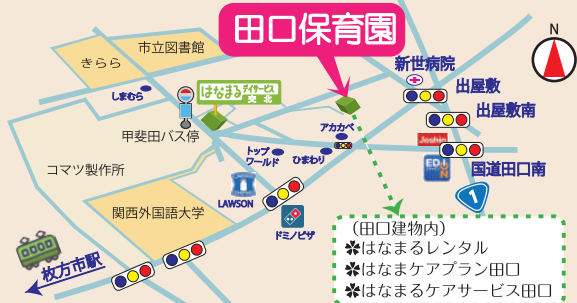 田口保育園
N
市立図書館
きらら
新世病院
しまむら
はなまるデイサービス
東北
出屋敷
出屋敷南
アカカベ
甲斐田バス停
トップ
ワールド
ひまわり
Joshin
EDION
国道田口南
コマツ製作所
LAWSON
1
関西外国語大学
ドミノピザ
枚方市駅
(田口建物内)
✽はなまるレンタル
✽はなまるケアプラン田口
✽はなまるケアサービス田口